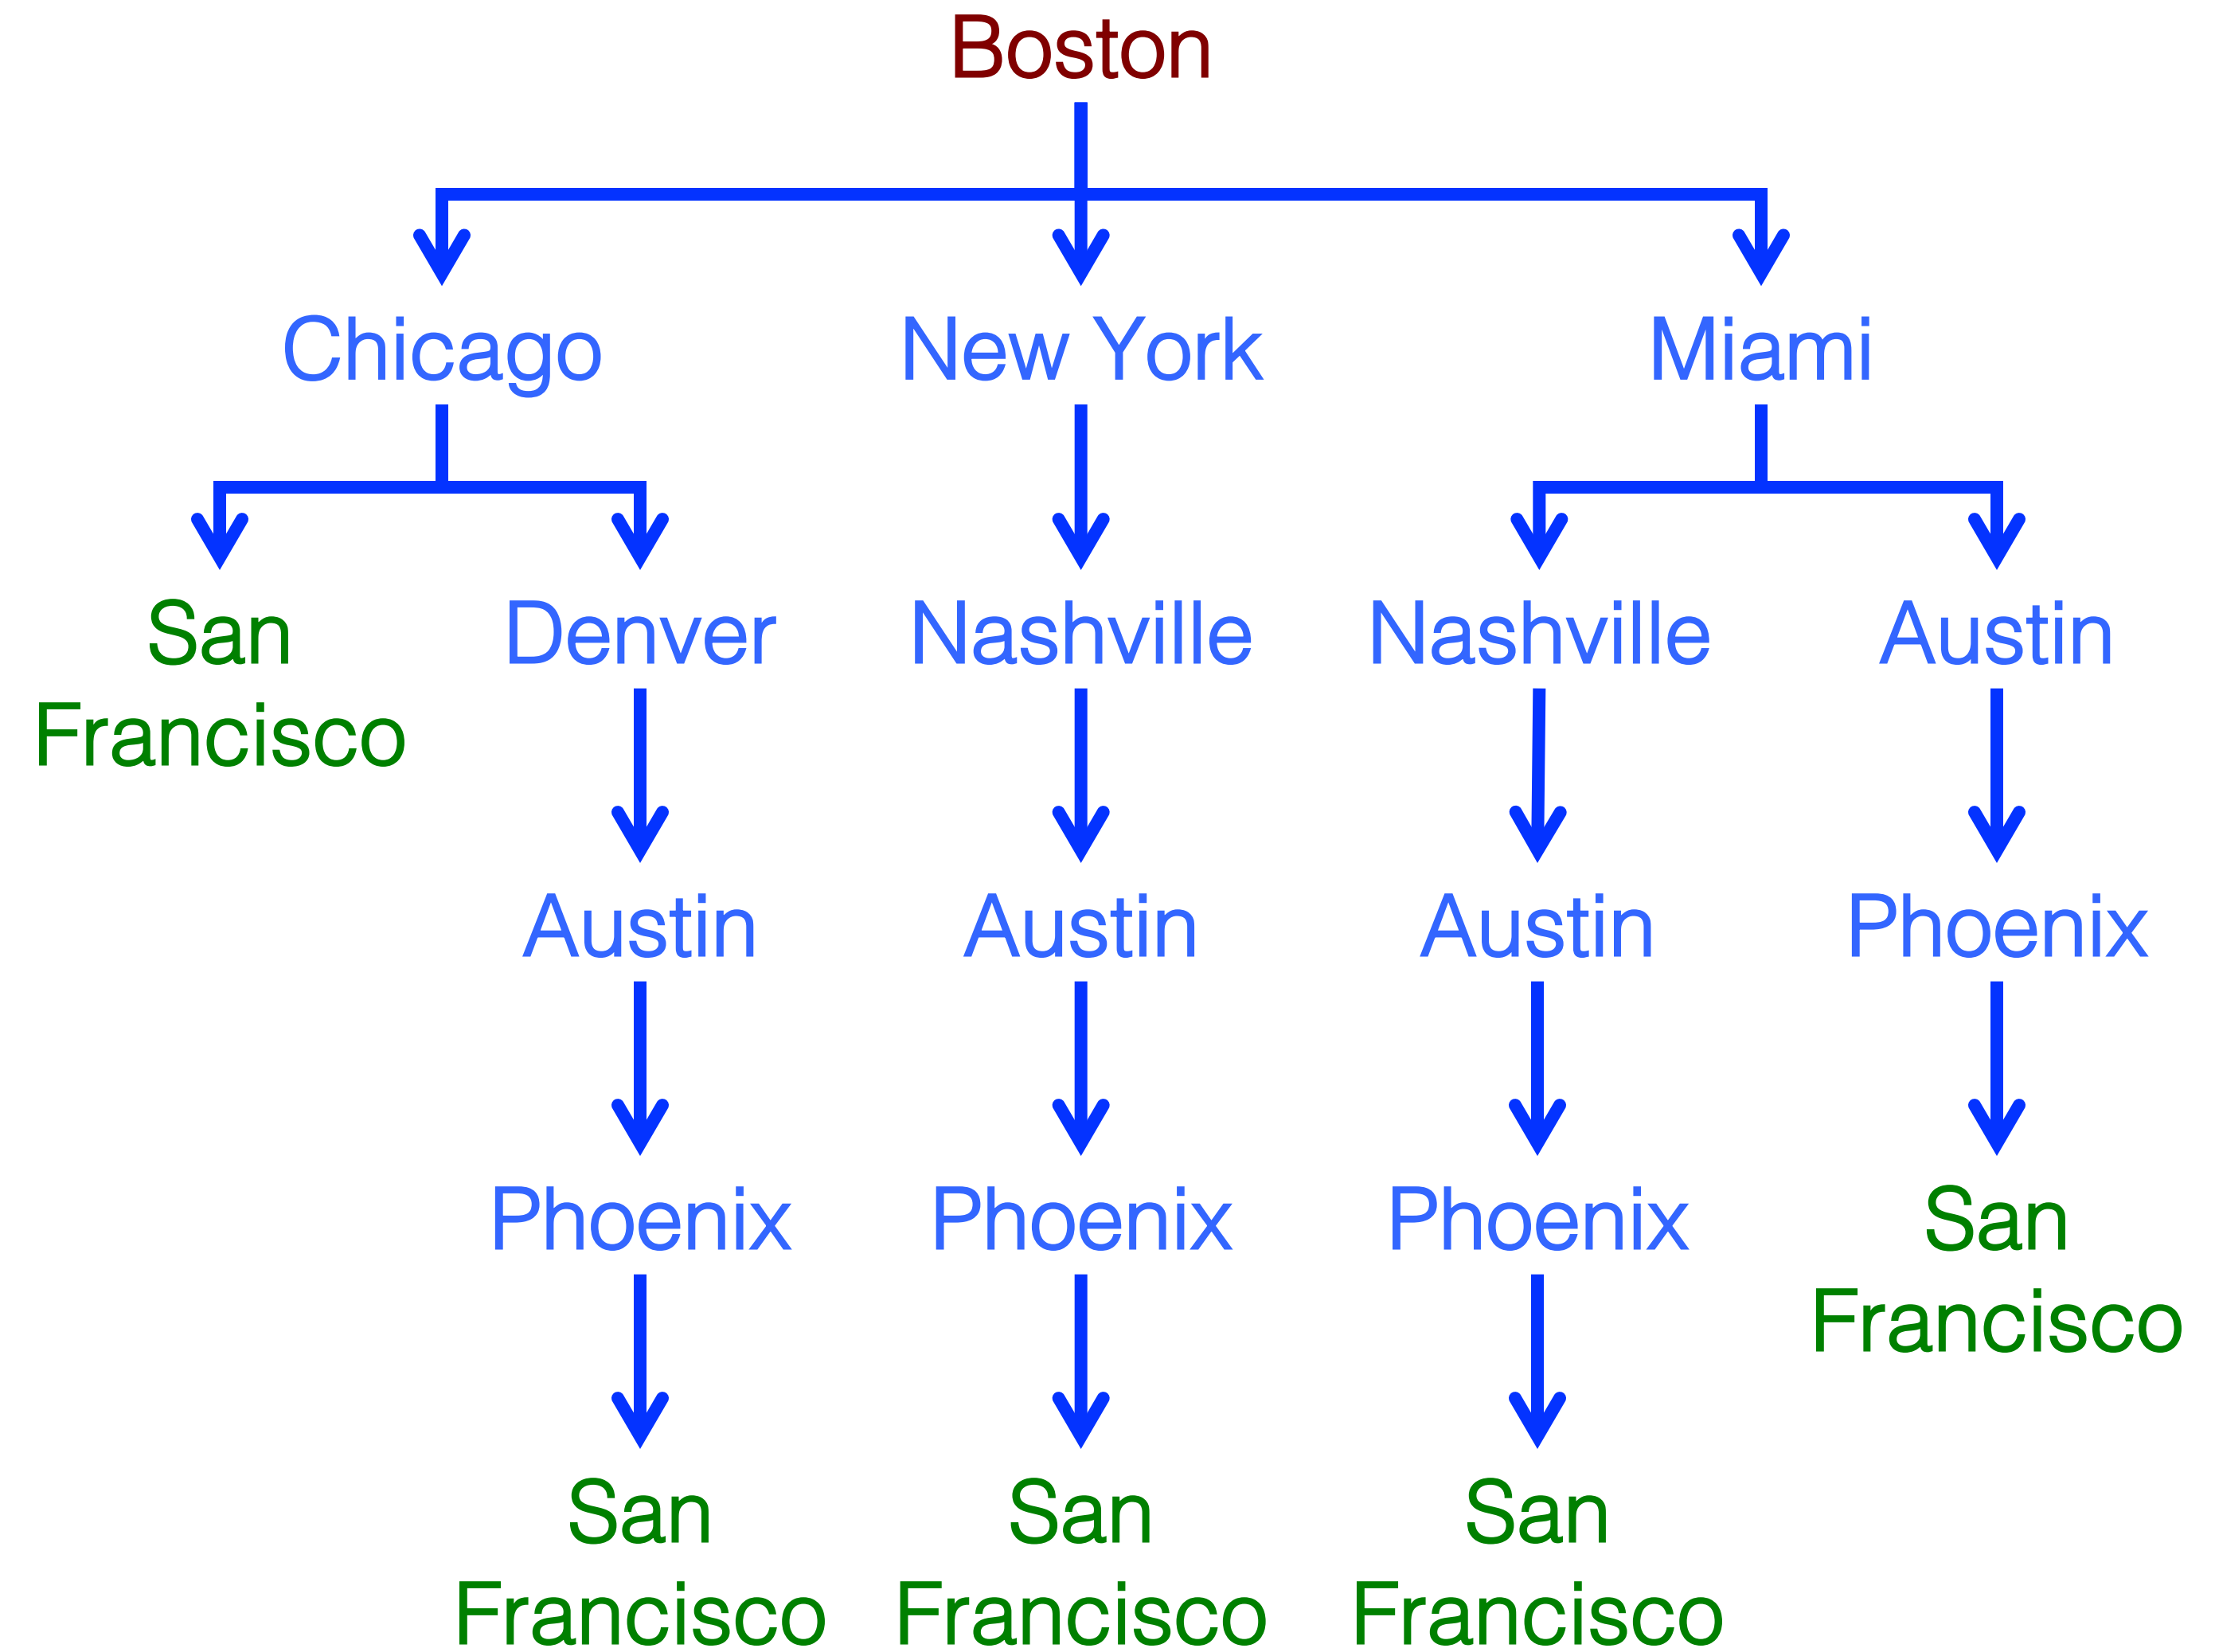 Boston
Chicago
New York
Miami
San
Francisco
Denver
Nashville
Nashville
Austin
Austin
Austin
Austin
Phoenix
Phoenix
Phoenix
Phoenix
San
Francisco
San
Francisco
San
Francisco
San
Francisco